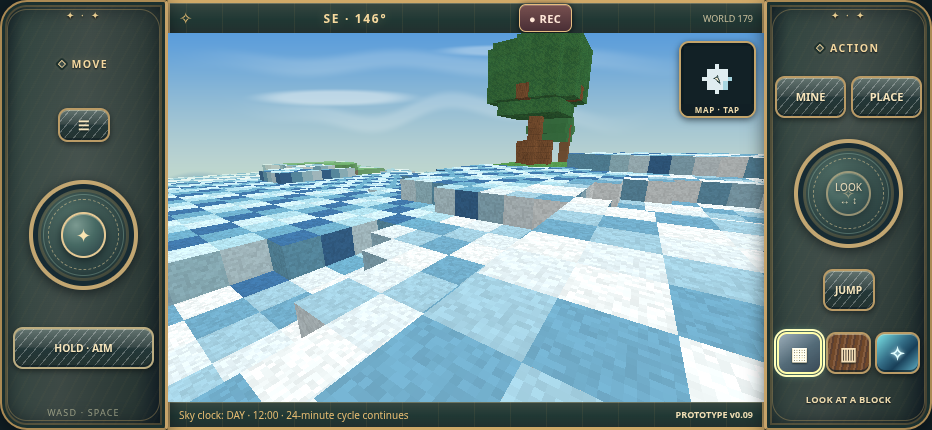 MOVE
HOLD · AIM
WASD · SPACE
SE · 146°
● REC
WORLD 179
MAP · TAP
Sky clock: DAY · 12:00 · 24-minute cycle continues
PROTOTYPE v0.09
ACTION
MINE PLACE
LOOK
JUMP
LOOK AT A BLOCK